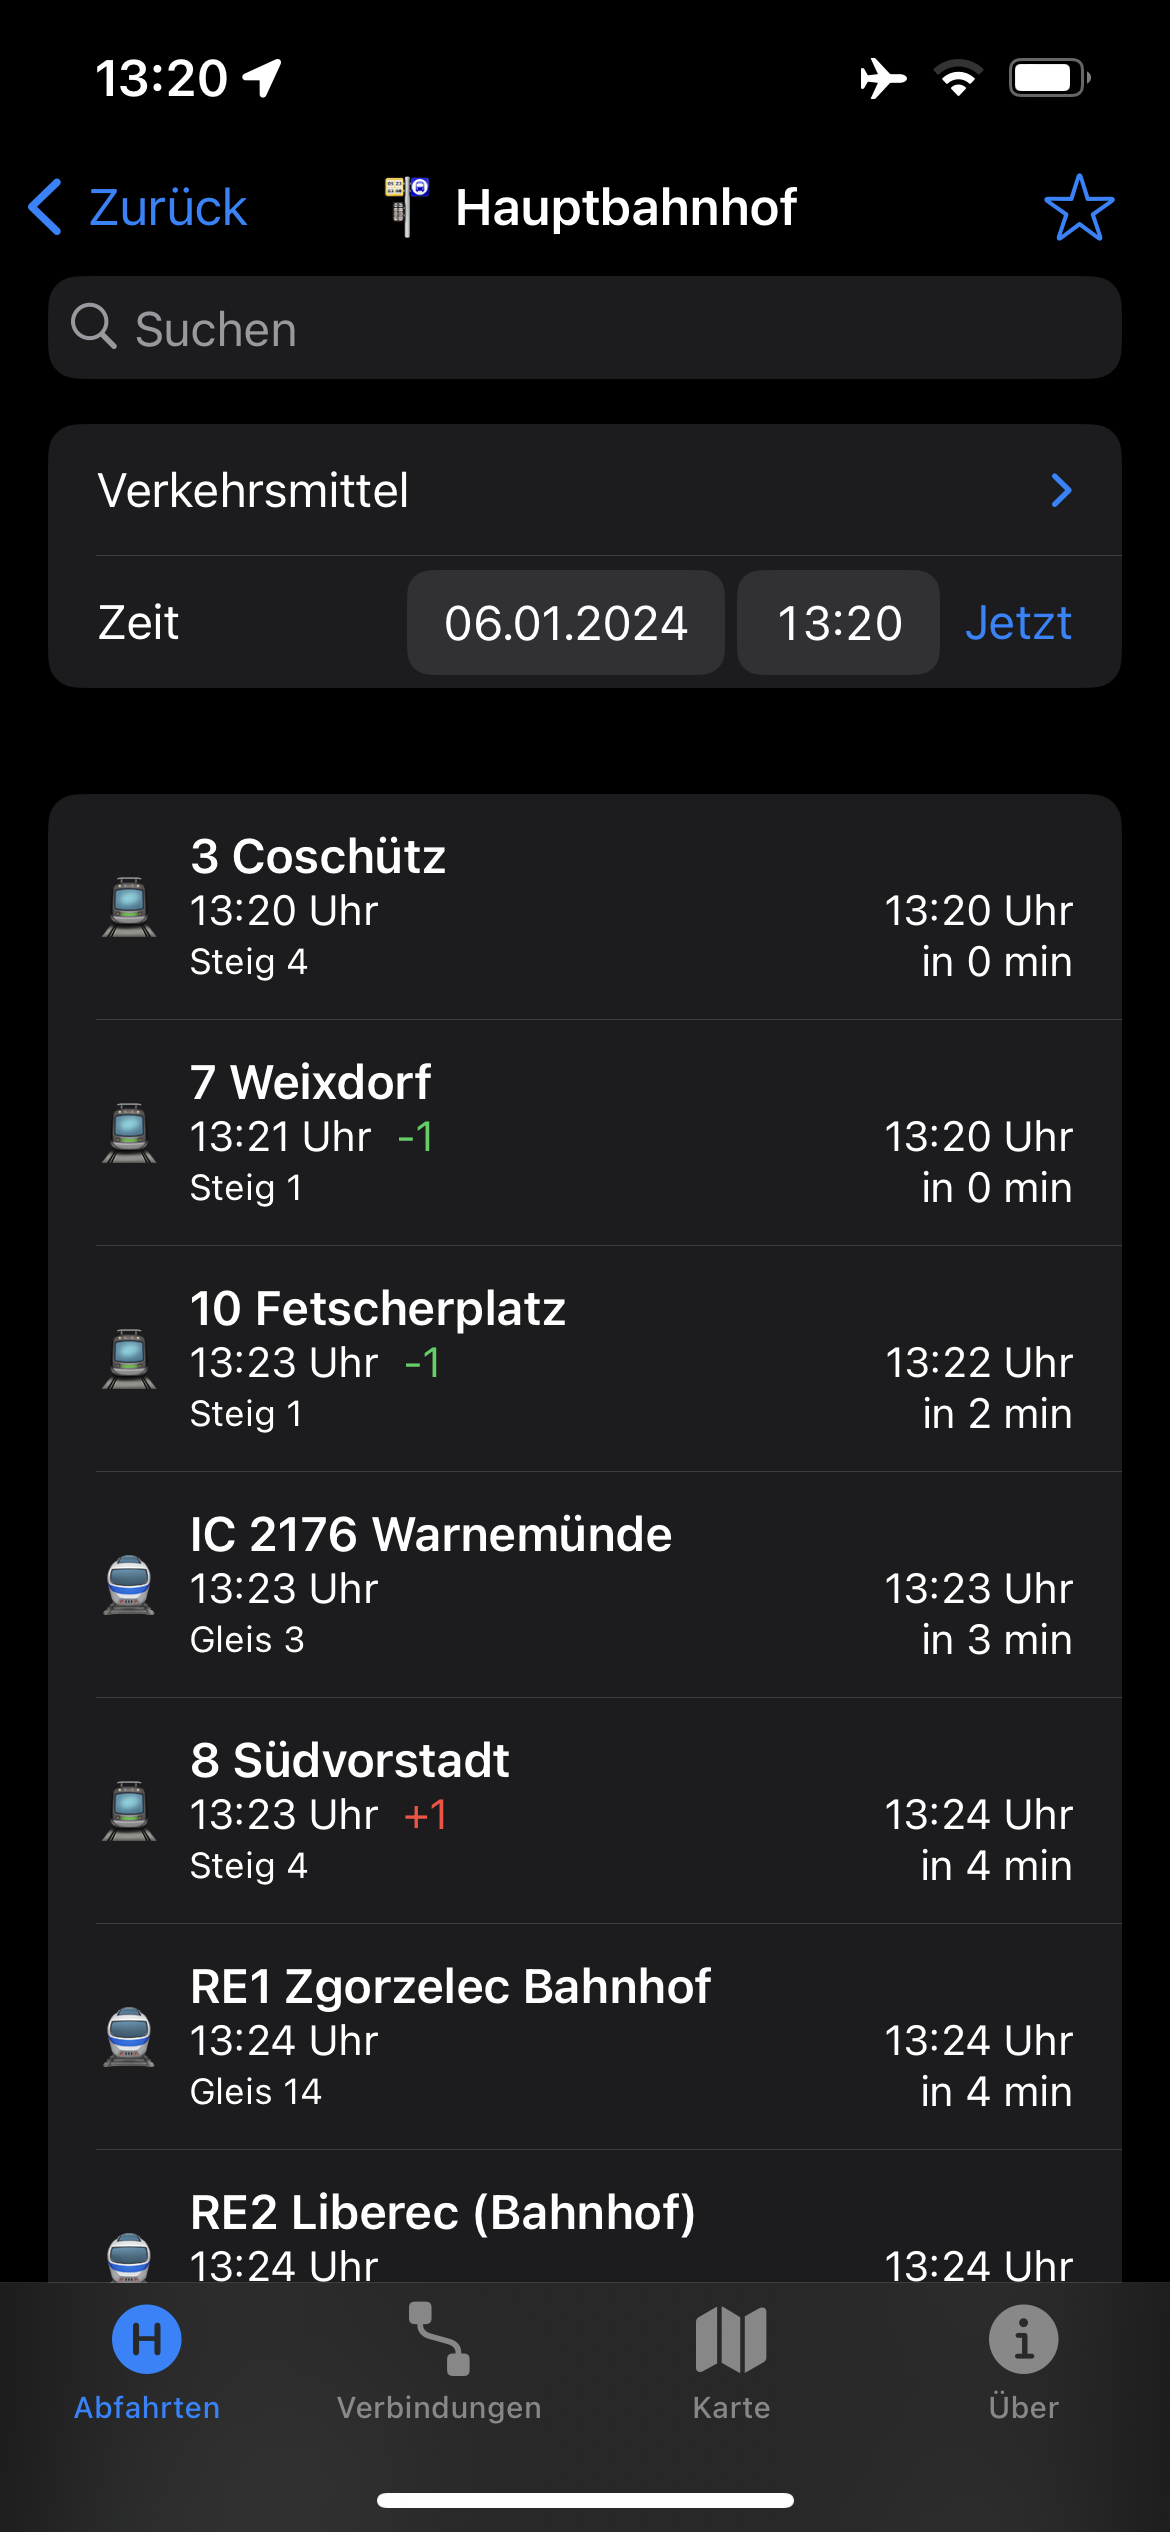 13:20
Zurück
Hauptbahnhof
Suchen
Verkehrsmittel
Zeit 06.01.2024 13:20 Jetzt
3 Coschütz
13:20 Uhr 13:20 Uhr
Steig 4 in 0 min
7 Weixdorf
13:21 Uhr -1 13:20 Uhr
Steig 1 in 0 min
10 Fetscherplatz
13:23 Uhr -1 13:22 Uhr
Steig 1 in 2 min
IC 2176 Warnemünde
13:23 Uhr 13:23 Uhr
Gleis 3 in 3 min
8 Südvorstadt
13:23 Uhr +1 13:24 Uhr
Steig 4 in 4 min
RE1 Zgorzelec Bahnhof
13:24 Uhr 13:24 Uhr
Gleis 14 in 4 min
RE2 Liberec (Bahnhof)
13:24 Uhr 13:24 Uhr
H
Abfahrten Verbindungen Karte Über